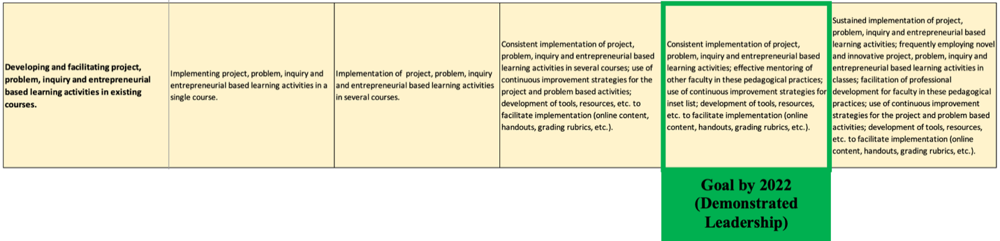 Developing and facilitating project,
problem, inquiry and entrepreneurial
based learning activities in existing
courses.
Implementing project, problem, inquiry and
entrepreneurial based learning activities in a
single course.
Implementation of project, problem, inquiry
and entrepreneurial based learning activities
in several courses.
Consistent implementation of project,
problem, inquiry and entrepreneurial based
learning activities in several courses; use of
continuous improvement strategies for the
project and problem based activities;
development of tools, resources, etc. to
facilitate implementation (online content,
handouts, grading rubrics, etc.).
Consistent implementation of project,
problem, inquiry and entrepreneurial based
learning activities; effective mentoring of
other faculty in these pedagogical practices;
use of continuous improvement strategies for
inset list; development of tools, resources,
etc. to facilitate implementation (online
content, handouts, grading rubrics, etc.).
Sustained implementation of project,
problem, inquiry and entrepreneurial based
learning activities; frequently employing novel
and innovative project, problem, inquiry and
entrepreneurial based learning activities in
classes; facilitation of professional
development for faculty in these pedagogical
practices; use of continuous improvement
strategies for the project and problem based
activities; development of tools, resources,
etc. to facilitate implementation (online
content, handouts, grading rubrics, etc.).
Goal by 2022
(Demonstrated
Leadership)